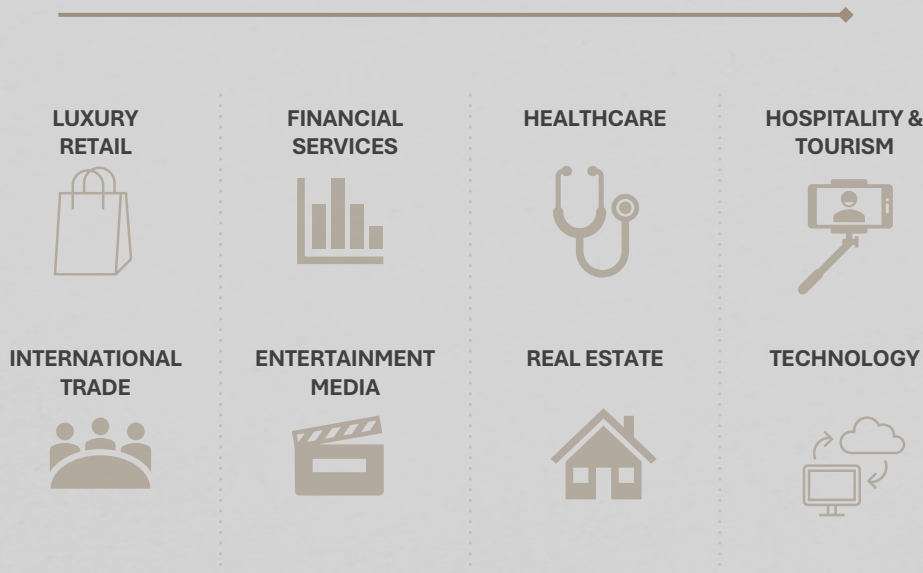 LUXURY
RETAIL
FINANCIAL
SERVICES
HEALTHCARE
HOSPITALITY &
TOURISM
INTERNATIONAL
TRADE
ENTERTAINMENT
MEDIA
REAL ESTATE
TECHNOLOGY